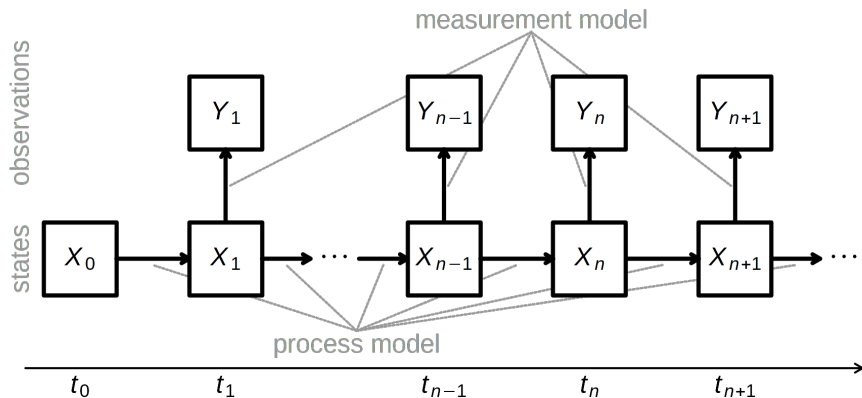 measurement model
observations
Y₁ Yₙ₋₁ Yₙ Yₙ₊₁
states
X₀ X₁ ⋯ Xₙ₋₁ Xₙ Xₙ₊₁ ⋯
process model
t₀ t₁ tₙ₋₁ tₙ tₙ₊₁